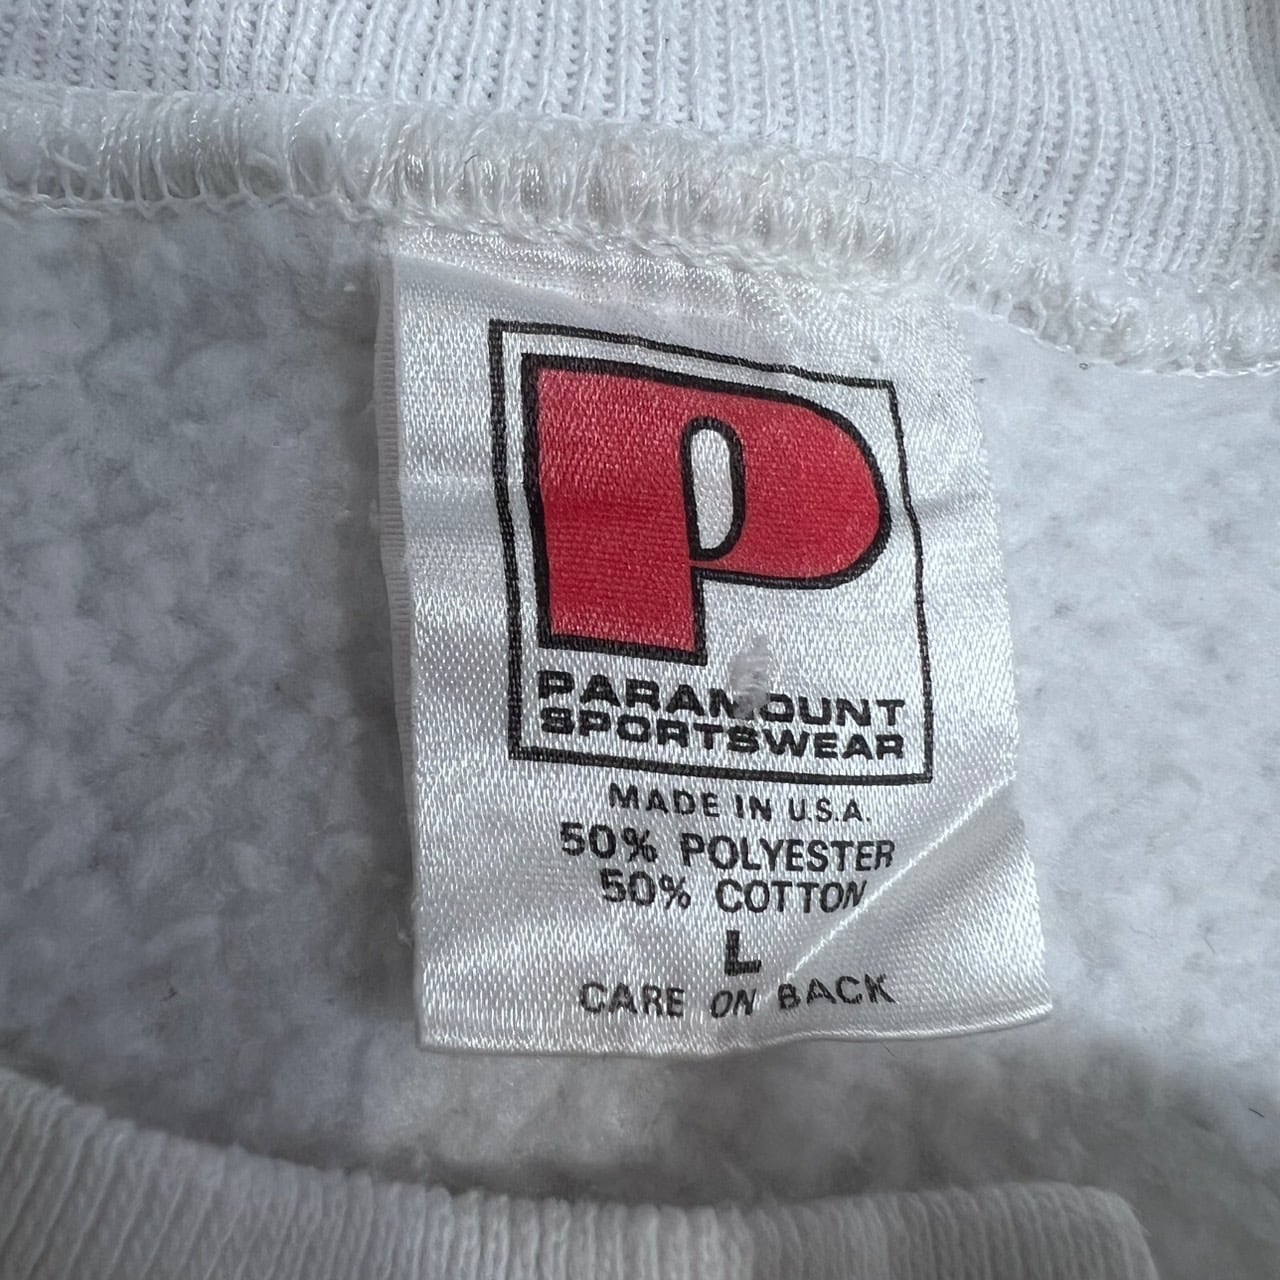 P
PARAMOUNT
SPORTSWEAR
MADE IN U.S.A.
50% POLYESTER
50% COTTON
L
CARE ON BACK